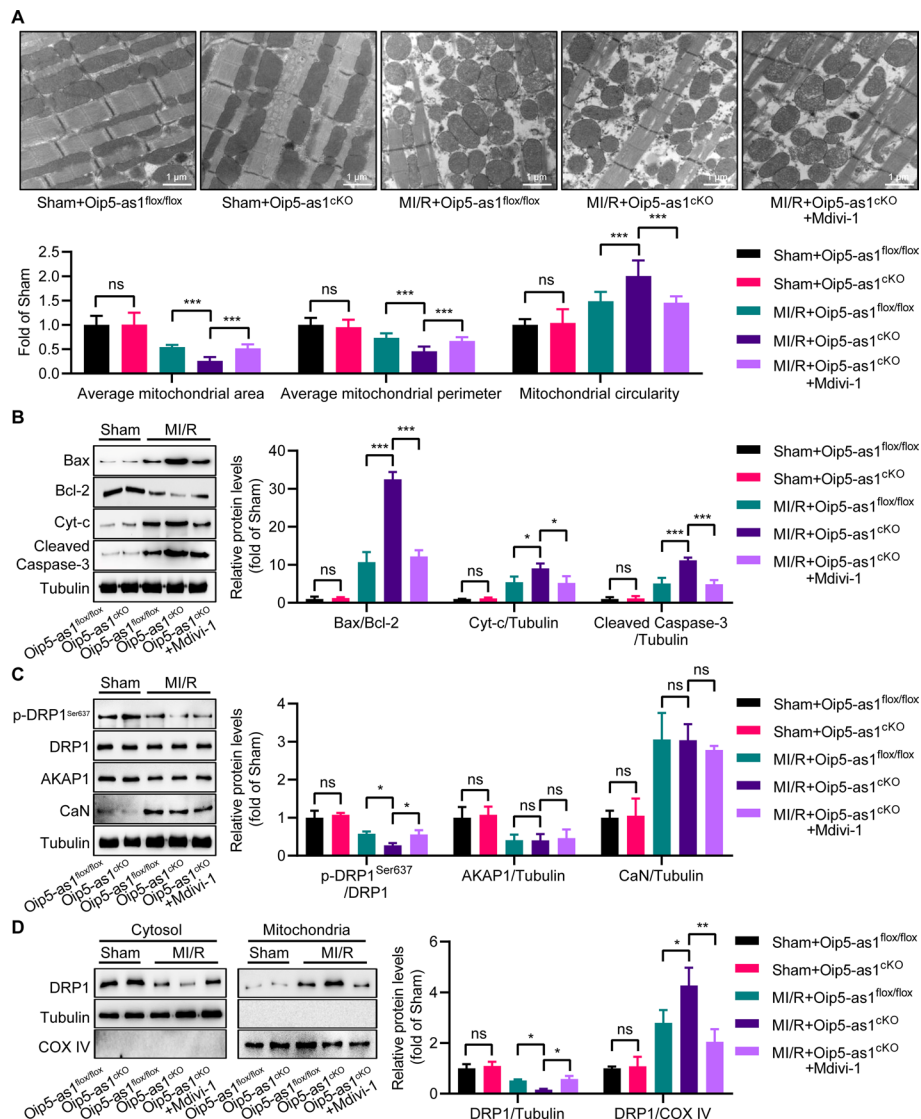 A
1 μm
1 μm
1 μm
1 μm
1 μm
Sham+Oip5-as1flox/flox
Sham+Oip5-as1cKO
MI/R+Oip5-as1flox/flox
MI/R+Oip5-as1cKO
MI/R+Oip5-as1cKO
+Mdivi-1
Fold of Sham
2.5
2.0
1.5
1.0
0.5
0.0
ns
***
***
ns
***
***
ns
***
***
Average mitochondrial area
Average mitochondrial perimeter
Mitochondrial circularity
Sham+Oip5-as1flox/flox
Sham+Oip5-as1cKO
MI/R+Oip5-as1flox/flox
MI/R+Oip5-as1cKO
MI/R+Oip5-as1cKO
+Mdivi-1
B
Sham
MI/R
Bax
Bcl-2
Cyt-c
Cleaved
Caspase-3
Tubulin
Oip5-as1flox/flox
Oip5-as1cKO
Oip5-as1flox/flox
Oip5-as1cKO
Oip5-as1cKO
+Mdivi-1
Relative protein levels
(fold of Sham)
40
30
20
10
0
ns
***
***
ns
*
*
ns
***
***
Bax/Bcl-2
Cyt-c/Tubulin
Cleaved Caspase-3
/Tubulin
Sham+Oip5-as1flox/flox
Sham+Oip5-as1cKO
MI/R+Oip5-as1flox/flox
MI/R+Oip5-as1cKO
MI/R+Oip5-as1cKO
+Mdivi-1
C
Sham
MI/R
p-DRP1Ser637
DRP1
AKAP1
CaN
Tubulin
Oip5-as1flox/flox
Oip5-as1cKO
Oip5-as1flox/flox
Oip5-as1cKO
Oip5-as1cKO
+Mdivi-1
Relative protein levels
(fold of Sham)
4
3
2
1
0
ns
*
*
ns
ns
ns
ns
ns
ns
p-DRP1Ser637
/DRP1
AKAP1/Tubulin
CaN/Tubulin
Sham+Oip5-as1flox/flox
Sham+Oip5-as1cKO
MI/R+Oip5-as1flox/flox
MI/R+Oip5-as1cKO
MI/R+Oip5-as1cKO
+Mdivi-1
D
Cytosol
Mitochondria
Sham
MI/R
Sham
MI/R
DRP1
Tubulin
COX IV
Oip5-as1flox/flox
Oip5-as1cKO
Oip5-as1flox/flox
Oip5-as1cKO
Oip5-as1cKO
+Mdivi-1
Oip5-as1flox/flox
Oip5-as1cKO
Oip5-as1flox/flox
Oip5-as1cKO
Oip5-as1cKO
+Mdivi-1
Relative protein levels
(fold of Sham)
6
4
2
0
ns
*
*
ns
*
**
DRP1/Tubulin
DRP1/COX IV
Sham+Oip5-as1flox/flox
Sham+Oip5-as1cKO
MI/R+Oip5-as1flox/flox
MI/R+Oip5-as1cKO
MI/R+Oip5-as1cKO
+Mdivi-1